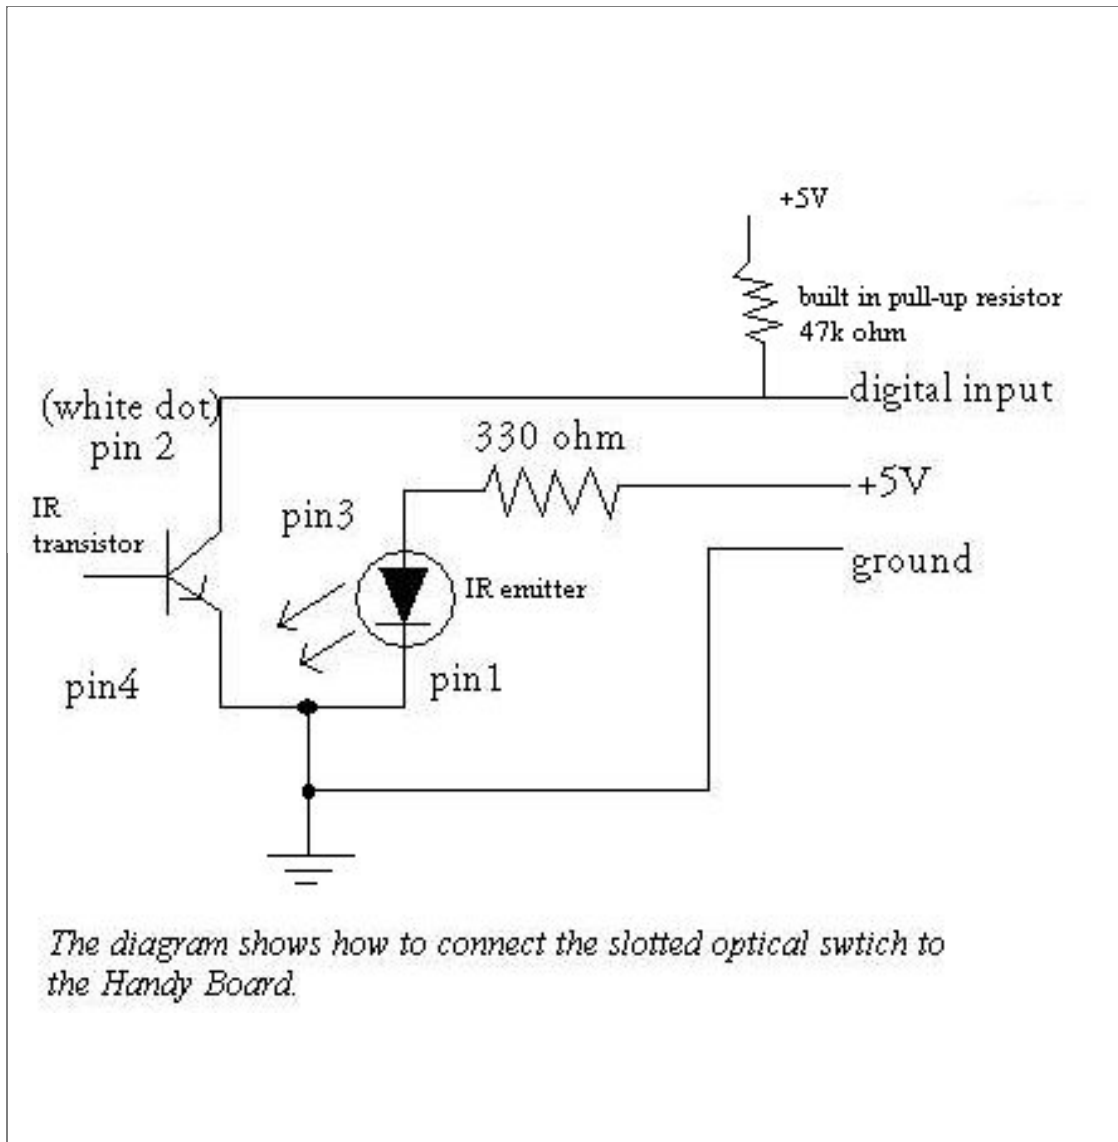 +5V
built in pull-up resistor
47k ohm
(white dot)
pin 2
digital input
330 ohm
+5V
IR
transistor
pin3
ground
IR emitter
pin4
pin1
The diagram shows how to connect the slotted optical swtich to
the Handy Board.